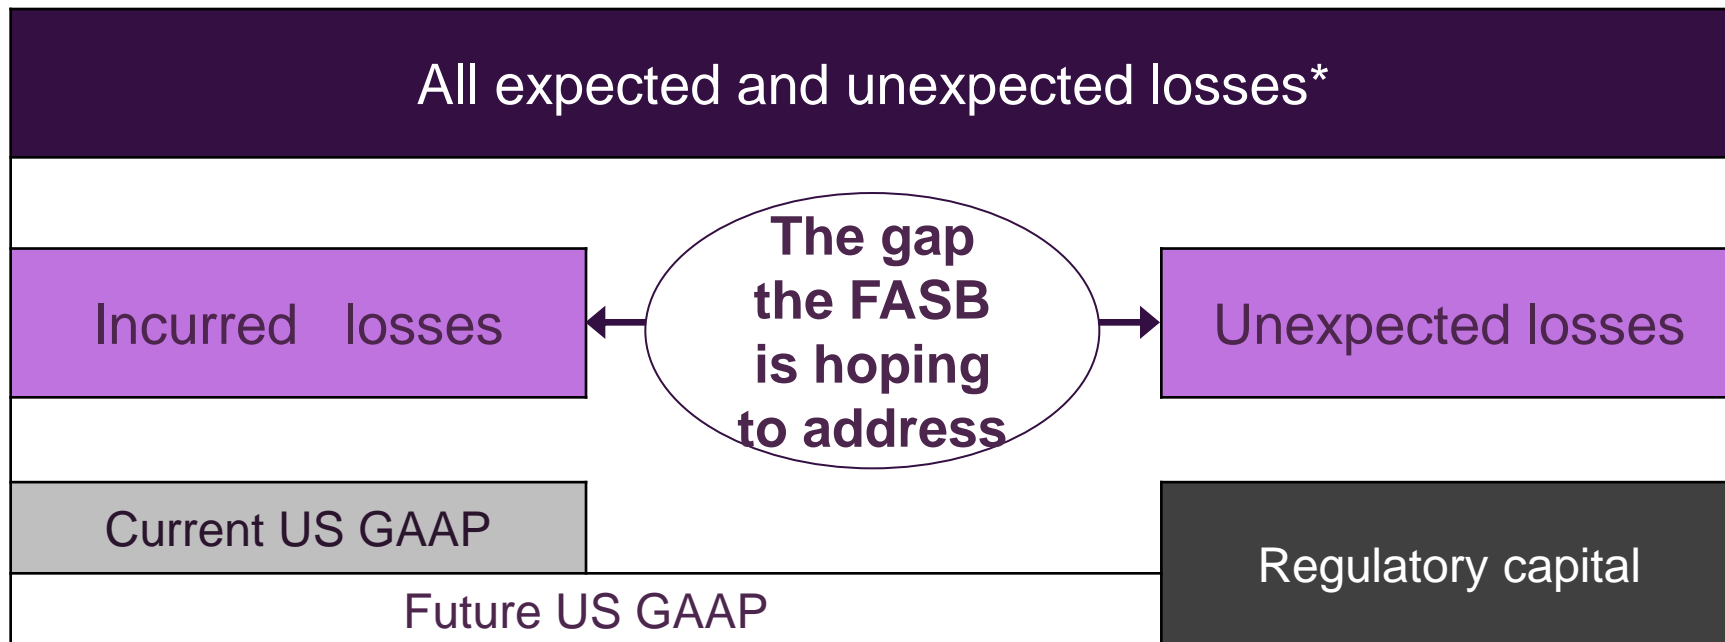 All expected and unexpected losses*
The gap
the FASB
is hoping
to address
Incurred losses
Unexpected losses
Current US GAAP
Regulatory capital
Future US GAAP